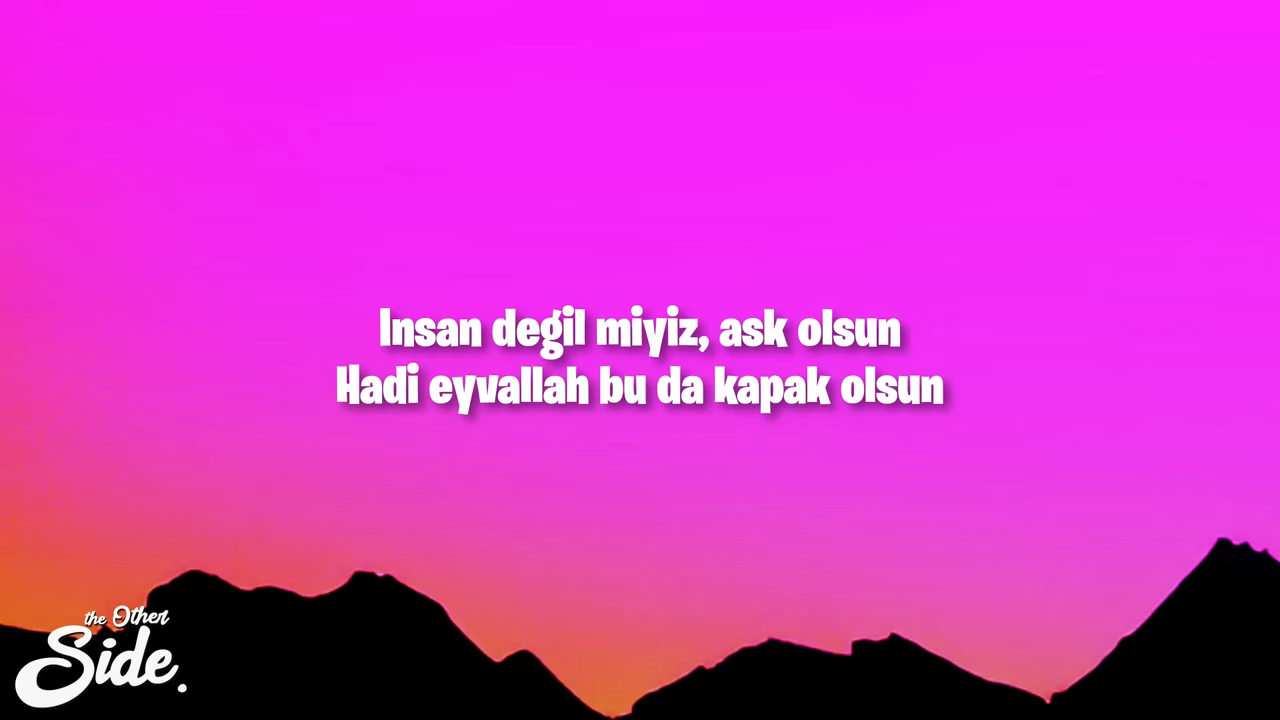 Insan degil miyiz, ask olsun
Hadi eyvallah bu da kapak olsun
the Other
Side.